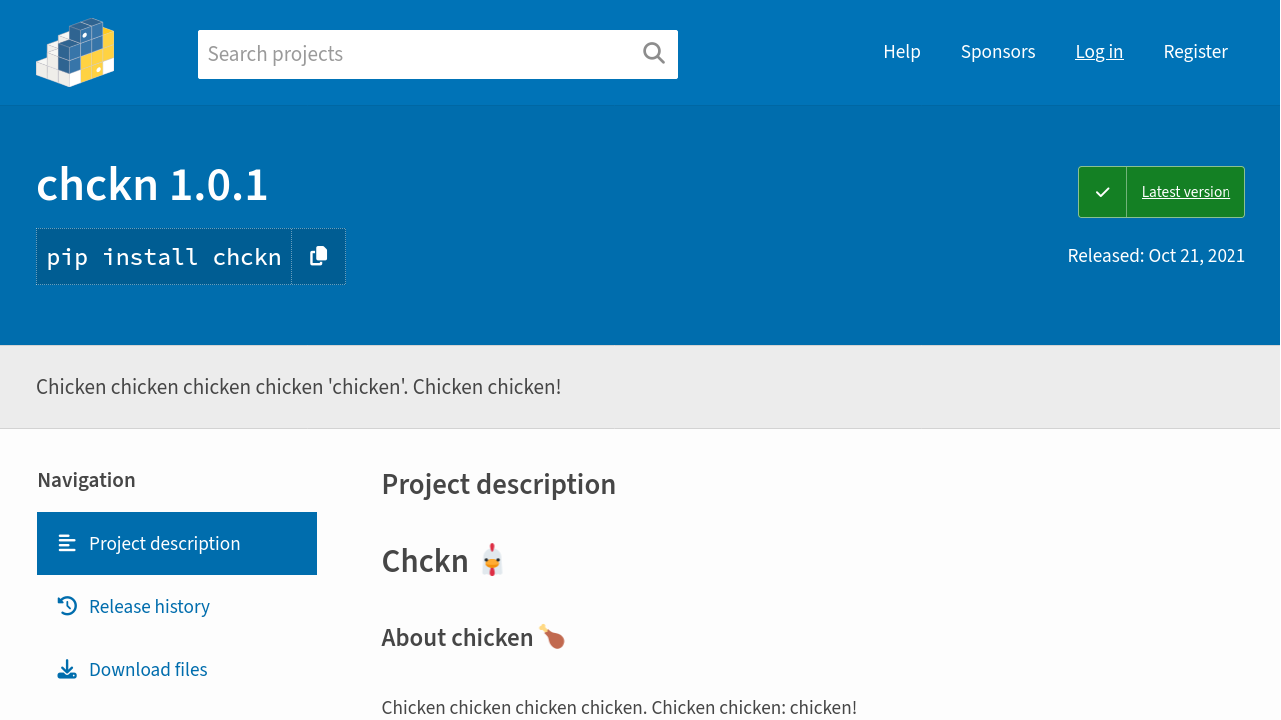 Search projects
Help
Sponsors
Log in
Register
chckn 1.0.1
pip install chckn
Latest version
Released: Oct 21, 2021
Chicken chicken chicken chicken 'chicken'. Chicken chicken!
Navigation
Project description
Release history
Download files
Project description
Chckn 🐔
About chicken 🍗
Chicken chicken chicken chicken. Chicken chicken: chicken!